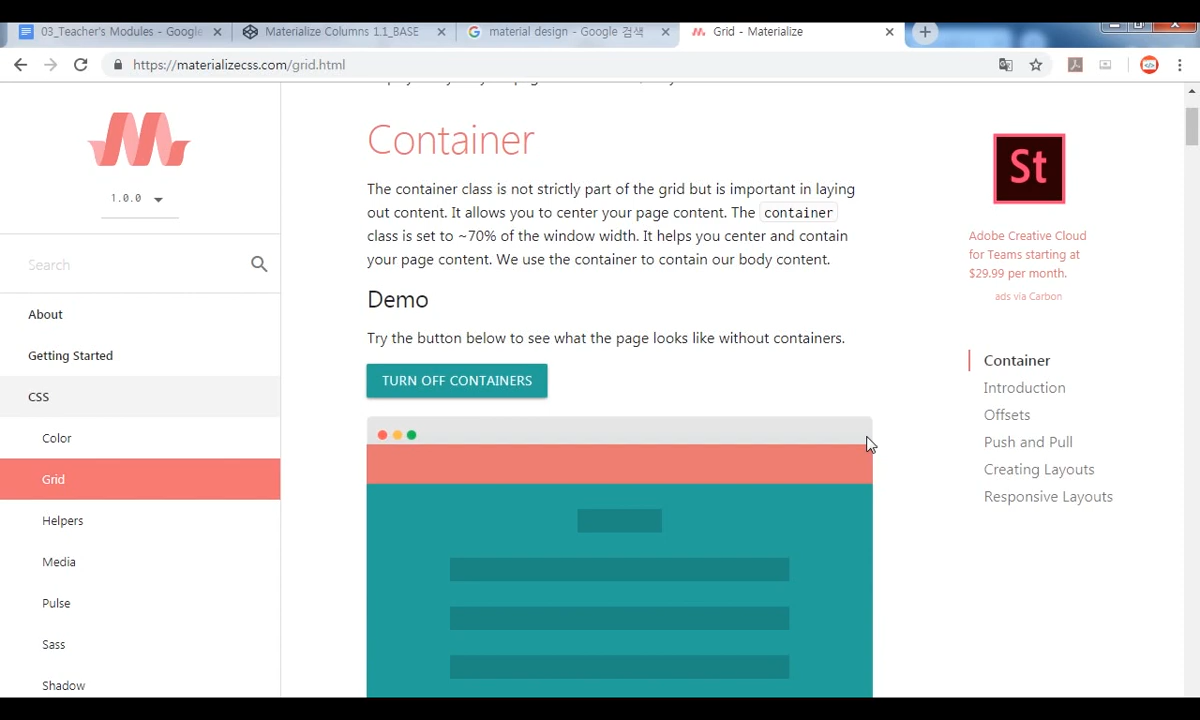 03_Teacher's Modules - Google
Materialize Columns 1.1_BASE
material design - Google 검색
Grid - Materialize
https://materializecss.com/grid.html
1.0.0
Search
About
Getting Started
CSS
Color
Grid
Helpers
Media
Pulse
Sass
Shadow
Container
The container class is not strictly part of the grid but is important in laying
out content. It allows you to center your page content. The container
class is set to ~70% of the window width. It helps you center and contain
your page content. We use the container to contain our body content.
Demo
Try the button below to see what the page looks like without containers.
TURN OFF CONTAINERS
St
Adobe Creative Cloud
for Teams starting at
$29.99 per month.
ads via Carbon
Container
Introduction
Offsets
Push and Pull
Creating Layouts
Responsive Layouts